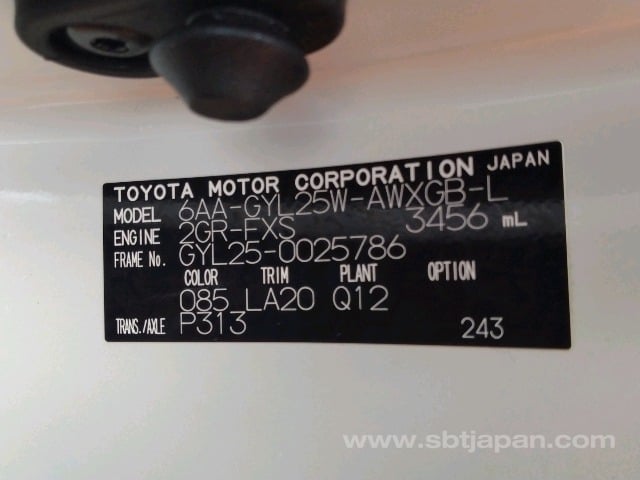 TOYOTA MOTOR CORPORATION JAPAN
MODEL 6AA-GYL25W-AWXGB-L
ENGINE 2GR-FXS 3456 mL
FRAME No. GYL25-0025786
COLOR TRIM PLANT OPTION
085 LA20 Q12
TRANS./AXLE P313 243
www.sbtjapan.com